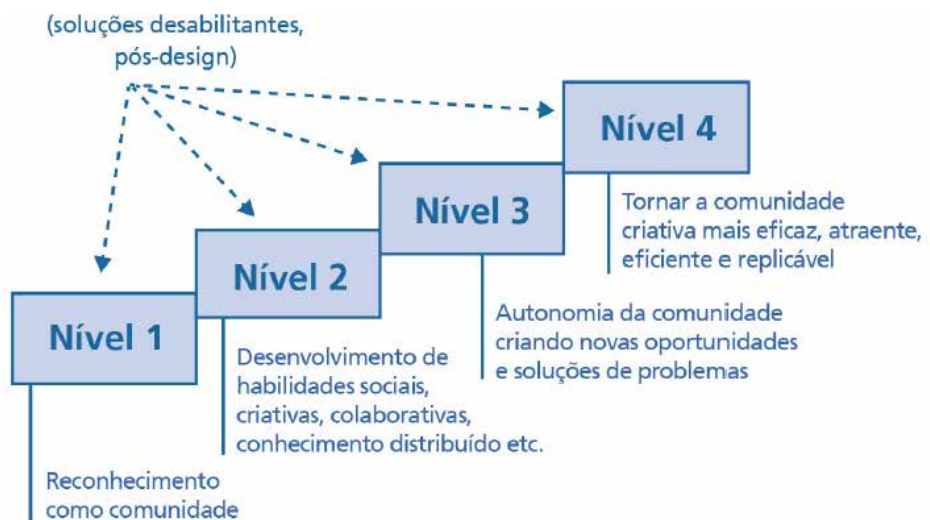 (soluções desabilitantes,
pós-design)
Nível 4
Tornar a comunidade
criativa mais eficaz, atraente,
eficiente e replicável
Nível 3
Autonomia da comunidade
criando novas oportunidades
e soluções de problemas
Nível 2
Desenvolvimento de
habilidades sociais,
criativas, colaborativas,
conhecimento distribuído etc.
Nível 1
Reconhecimento
como comunidade